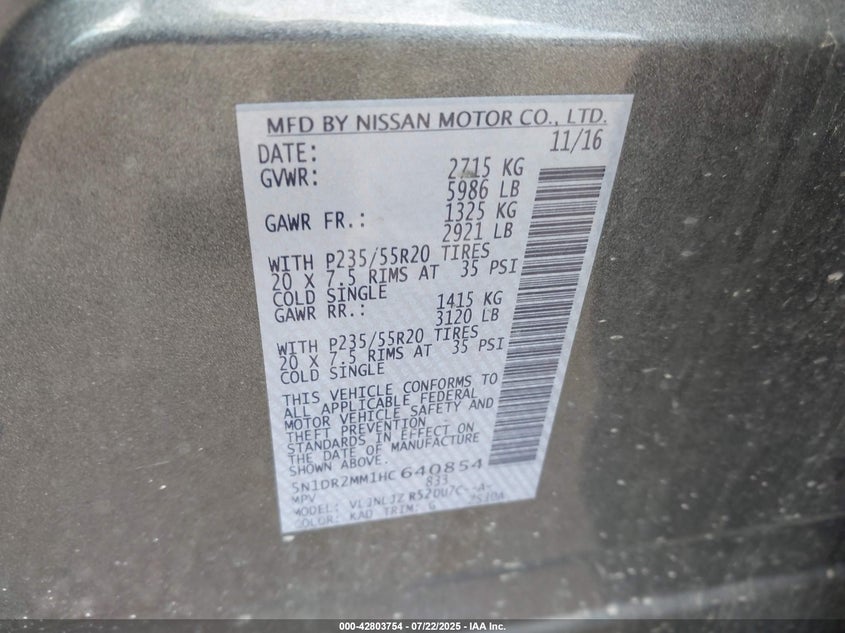 MFD BY NISSAN MOTOR CO., LTD.
DATE: 11/16
GVWR: 2715 KG
5986 LB
GAWR FR.: 1325 KG
2921 LB
WITH P235/55R20 TIRES
20 X 7.5 RIMS AT 35 PSI
COLD SINGLE
GAWR RR.: 1415 KG
3120 LB
WITH P235/55R20 TIRES
20 X 7.5 RIMS AT 35 PSI
COLD SINGLE
THIS VEHICLE CONFORMS TO
ALL APPLICABLE FEDERAL
MOTOR VEHICLE SAFETY AND
THEFT PREVENTION
STANDARDS IN EFFECT ON
THE DATE OF MANUFACTURE
SHOWN ABOVE.
5N1DR2MM1HC640854
MPV 833
MODEL:
COLOR: KAD TRIM: G
000-42803754 - 07/22/2025 - IAA Inc.